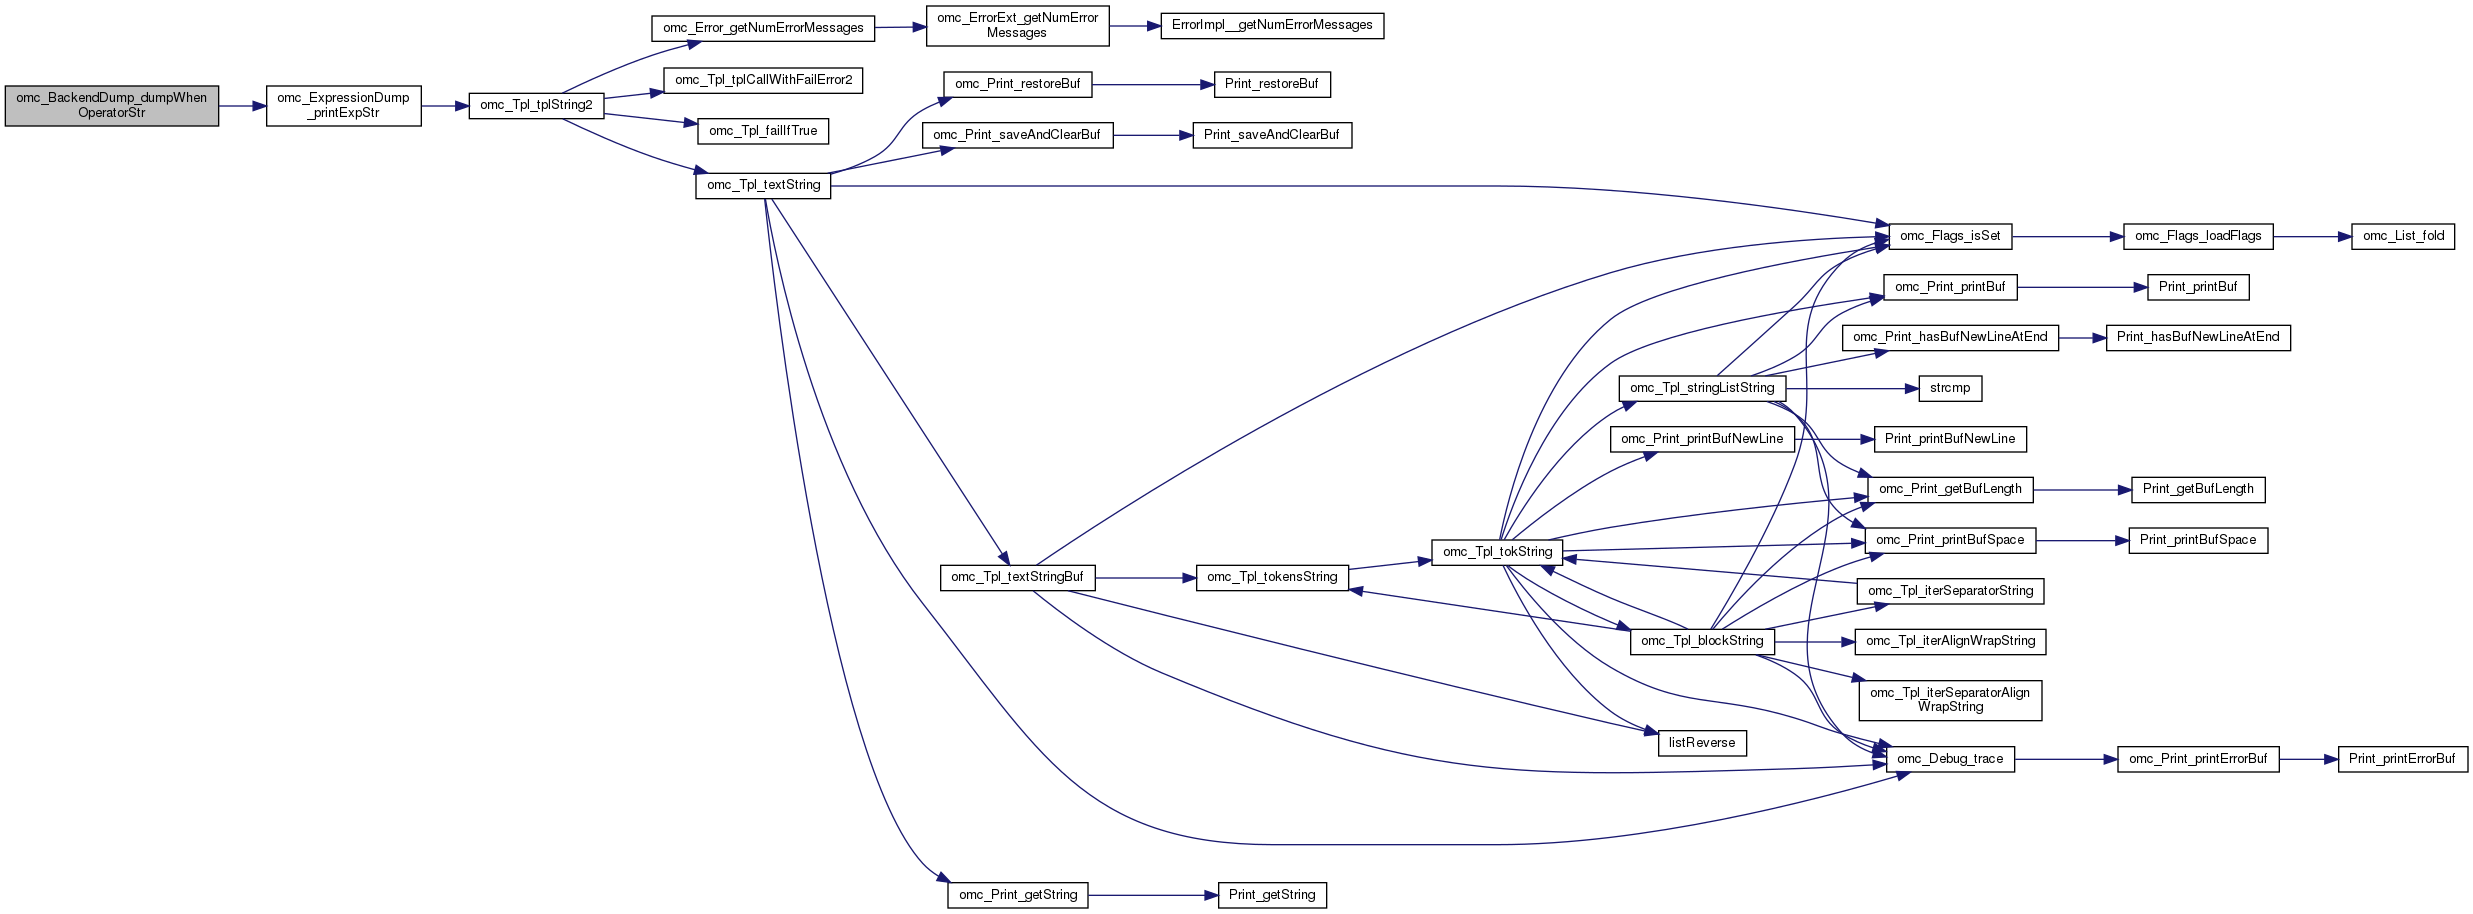 omc_BackendDump_dumpWhen
OperatorStr
omc_ExpressionDump
_printExpStr
omc_Tpl_tplString2
omc_Error_getNumErrorMessages
omc_ErrorExt_getNumError
Messages
ErrorImpl__getNumErrorMessages
omc_Tpl_tplCallWithFailError2
omc_Tpl_failIfTrue
omc_Tpl_textString
omc_Print_restoreBuf
Print_restoreBuf
omc_Print_saveAndClearBuf
Print_saveAndClearBuf
omc_Flags_isSet
omc_Flags_loadFlags
omc_List_fold
omc_Print_printBuf
Print_printBuf
omc_Print_hasBufNewLineAtEnd
Print_hasBufNewLineAtEnd
omc_Tpl_stringListString
strcmp
omc_Print_printBufNewLine
Print_printBufNewLine
omc_Print_getBufLength
Print_getBufLength
omc_Tpl_tokString
omc_Print_printBufSpace
Print_printBufSpace
omc_Tpl_textStringBuf
omc_Tpl_tokensString
omc_Tpl_iterSeparatorString
omc_Tpl_blockString
omc_Tpl_iterAlignWrapString
omc_Tpl_iterSeparatorAlign
WrapString
listReverse
omc_Debug_trace
omc_Print_printErrorBuf
Print_printErrorBuf
omc_Print_getString
Print_getString